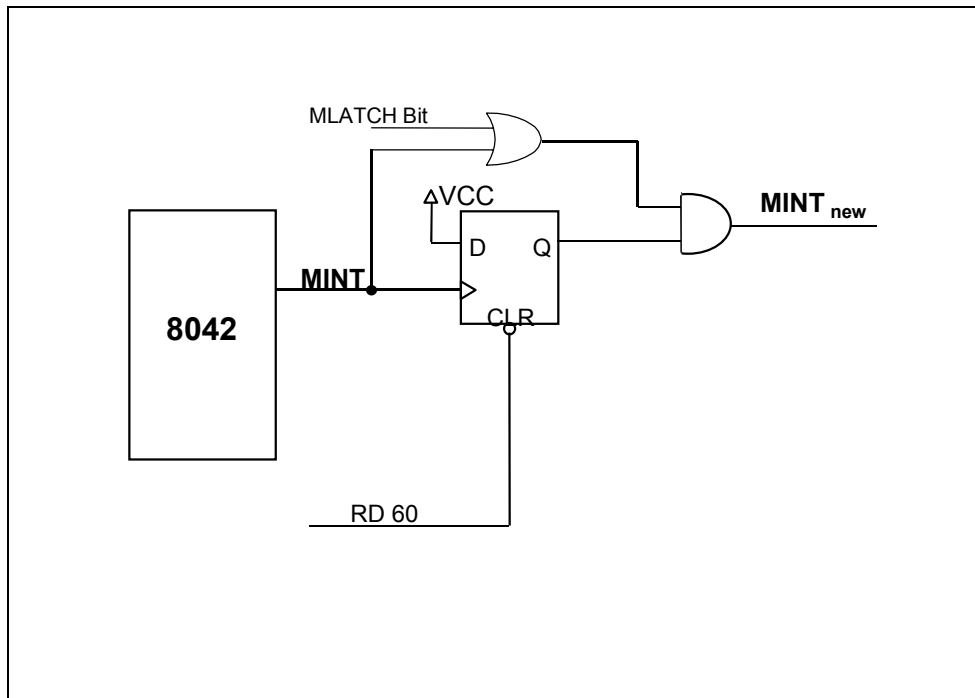 MLATCH Bit
VCC
MINT new
D
Q
MINT
CLR
8042
RD 60